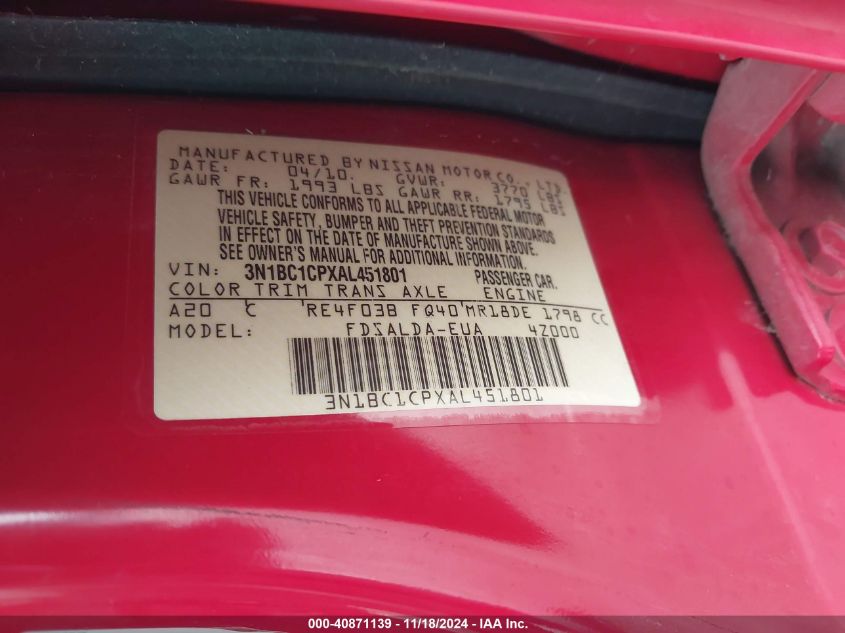 MANUFACTURED BY NISSAN MOTOR CO., LTD.
DATE: 04/10. GVWR: 3770 LBS
GAWR FR: 1993 LBS GAWR RR: 1795 LBS
THIS VEHICLE CONFORMS TO ALL APPLICABLE FEDERAL MOTOR
VEHICLE SAFETY, BUMPER AND THEFT PREVENTION STANDARDS
IN EFFECT ON THE DATE OF MANUFACTURE SHOWN ABOVE.
SEE OWNER'S MANUAL FOR ADDITIONAL INFORMATION.
VIN: 3N1BC1CPXAL451801 PASSENGER CAR.
COLOR TRIM TRANS AXLE ENGINE
A20 C RE4F03B FQ40 MR18DE 1798 CC
MODEL: FDSALDA-EUA 4Z000
3N1BC1CPXAL451801
000-40871139 - 11/18/2024 - IAA Inc.